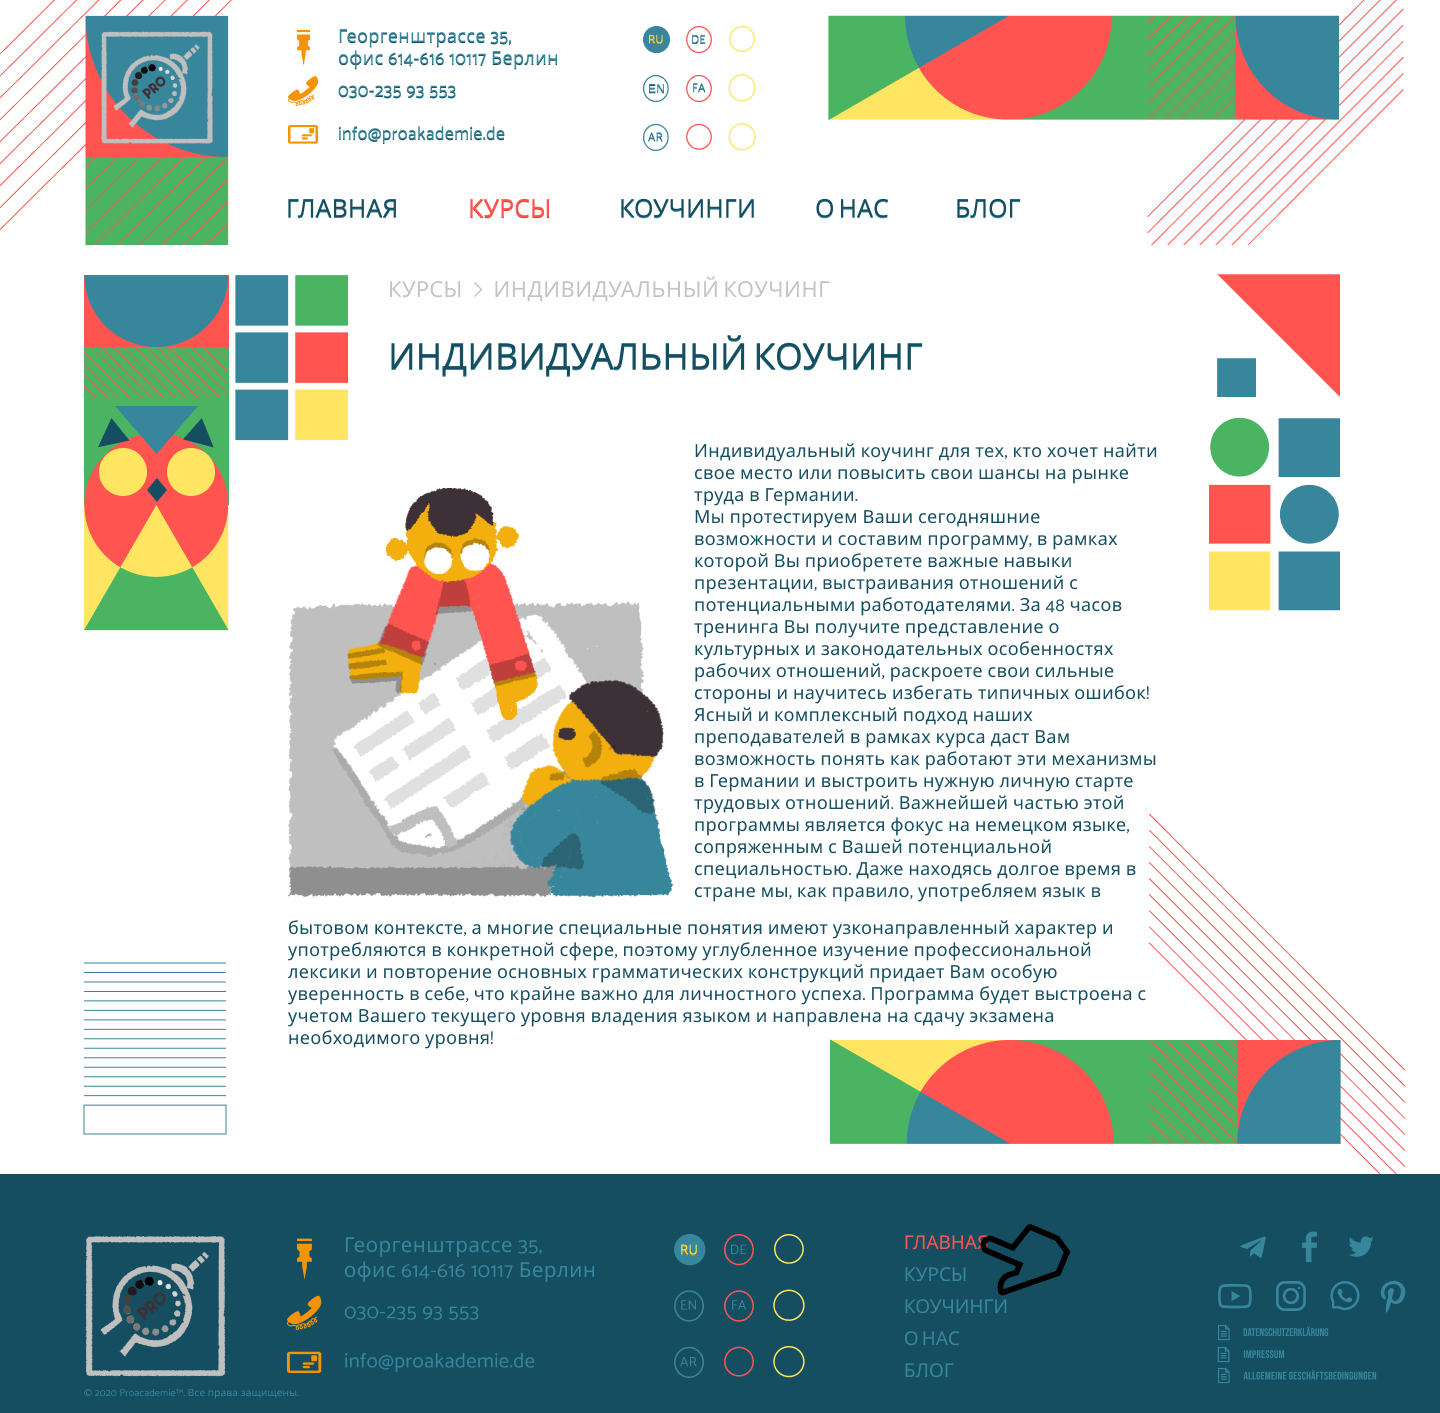 PRO
Георгенштрассе 35,
офис 614-616 10117 Берлин
030-235 93 553
info@proakademie.de
RU DE
EN FA
AR
ГЛАВНАЯ КУРСЫ КОУЧИНГИ О НАС БЛОГ
КУРСЫ > ИНДИВИДУАЛЬНЫЙ КОУЧИНГ
ИНДИВИДУАЛЬНЫЙ КОУЧИНГ
Индивидуальный коучинг для тех, кто хочет найти
свое место или повысить свои шансы на рынке
труда в Германии.
Мы протестируем Ваши сегодняшние
возможности и составим программу, в рамках
которой Вы приобретете важные навыки
презентации, выстраивания отношений с
потенциальными работодателями. За 48 часов
тренинга Вы получите представление о
культурных и законодательных особенностях
рабочих отношений, раскроете свои сильные
стороны и научитесь избегать типичных ошибок!
Ясный и комплексный подход наших
преподавателей в рамках курса даст Вам
возможность понять как работают эти механизмы
в Германии и выстроить нужную личную старте
трудовых отношений. Важнейшей частью этой
программы является фокус на немецком языке,
сопряженным с Вашей потенциальной
специальностью. Даже находясь долгое время в
стране мы, как правило, употребляем язык в
бытовом контексте, а многие специальные понятия имеют узконаправленный характер и
употребляются в конкретной сфере, поэтому углубленное изучение профессиональной
лексики и повторение основных грамматических конструкций придает Вам особую
уверенность в себе, что крайне важно для личностного успеха. Программа будет выстроена с
учетом Вашего текущего уровня владения языком и направлена на сдачу экзамена
необходимого уровня!
PRO
© 2020 Proacademie™. Все права защищены.
Георгенштрассе 35,
офис 614-616 10117 Берлин
030-235 93 553
info@proakademie.de
RU DE
EN FA
AR
ГЛАВНАЯ
КУРСЫ
КОУЧИНГИ
О НАС
БЛОГ
DATENSCHUTZERKLÄRUNG
IMPRESSUM
ALLGEMEINE GESCHÄFTSBEDINGUNGEN